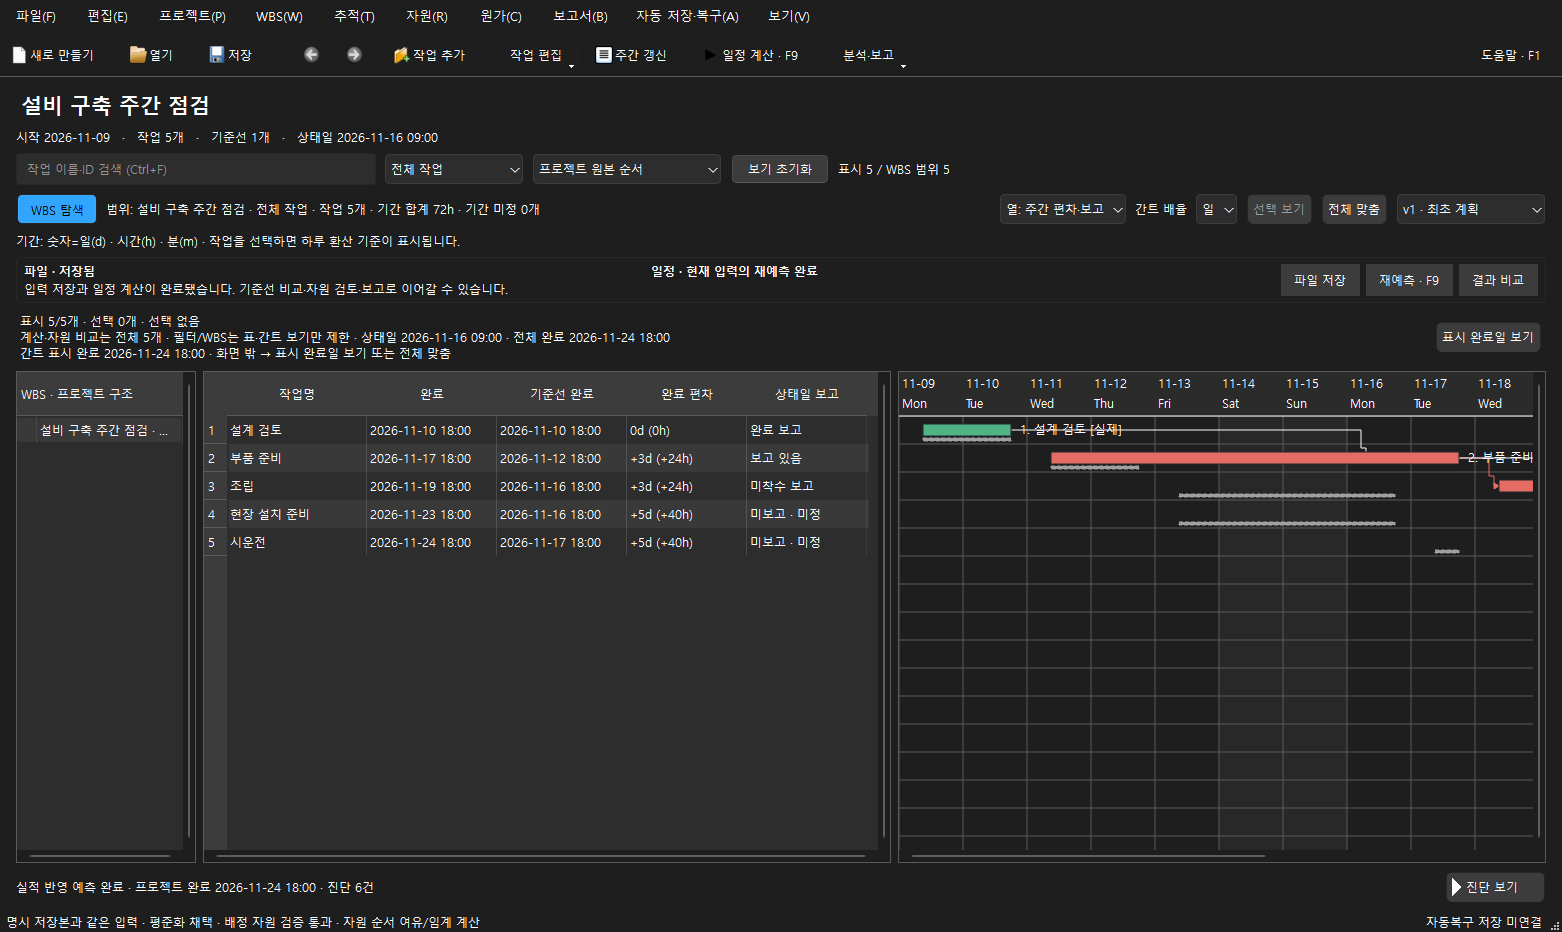 파일(F) 편집(E) 프로젝트(P) WBS(W) 추적(T) 자원(R) 원가(C) 보고서(B) 자동 저장·복구(A) 보기(V)
새로 만들기 열기 저장 작업 추가 작업 편집 주간 갱신 일정 계산 · F9 분석·보고 도움말 · F1
설비 구축 주간 점검
시작 2026-11-09 · 작업 5개 · 기준선 1개 · 상태일 2026-11-16 09:00
작업 이름·ID 검색 (Ctrl+F) 전체 작업 프로젝트 원본 순서 보기 초기화 표시 5 / WBS 범위 5
WBS 탐색 범위: 설비 구축 주간 점검 · 전체 작업 · 작업 5개 · 기간 합계 72h · 기간 미정 0개 열: 주간 편차·보고 간트 배율 일 선택 보기 전체 맞춤 v1 · 최초 계획
기간: 숫자=일(d) · 시간(h) · 분(m) · 작업을 선택하면 하루 환산 기준이 표시됩니다.
파일 · 저장됨 일정 · 현재 입력의 재예측 완료
입력 저장과 일정 계산이 완료됐습니다. 기준선 비교·자원 검토·보고로 이어갈 수 있습니다. 파일 저장 재예측 · F9 결과 비교
표시 5/5개 · 선택 0개 · 선택 없음
계산·자원 비교는 전체 5개 · 필터/WBS는 표·간트 보기만 제한 · 상태일 2026-11-16 09:00 · 전체 완료 2026-11-24 18:00 표시 완료일 보기
간트 표시 완료 2026-11-24 18:00 · 화면 밖 → 표시 완료일 보기 또는 전체 맞춤
WBS · 프로젝트 구조 작업명 완료 기준선 완료 완료 편차 상태일 보고
11-09 11-10 11-11 11-12 11-13 11-14 11-15 11-16 11-17 11-18
Mon Tue Wed Thu Fri Sat Sun Mon Tue Wed
설비 구축 주간 점검 · ...
1 설계 검토 2026-11-10 18:00 2026-11-10 18:00 0d (0h) 완료 보고 1. 설계 검토 [실제]
2 부품 준비 2026-11-17 18:00 2026-11-12 18:00 +3d (+24h) 보고 있음 2. 부품 준비
3 조립 2026-11-19 18:00 2026-11-16 18:00 +3d (+24h) 미착수 보고
4 현장 설치 준비 2026-11-23 18:00 2026-11-16 18:00 +5d (+40h) 미보고 · 미정
5 시운전 2026-11-24 18:00 2026-11-17 18:00 +5d (+40h) 미보고 · 미정
실적 반영 예측 완료 · 프로젝트 완료 2026-11-24 18:00 · 진단 6건 진단 보기
명시 저장본과 같은 입력 · 평준화 채택 · 배정 자원 검증 통과 · 자원 순서 여유/임계 계산 자동복구 저장 미연결